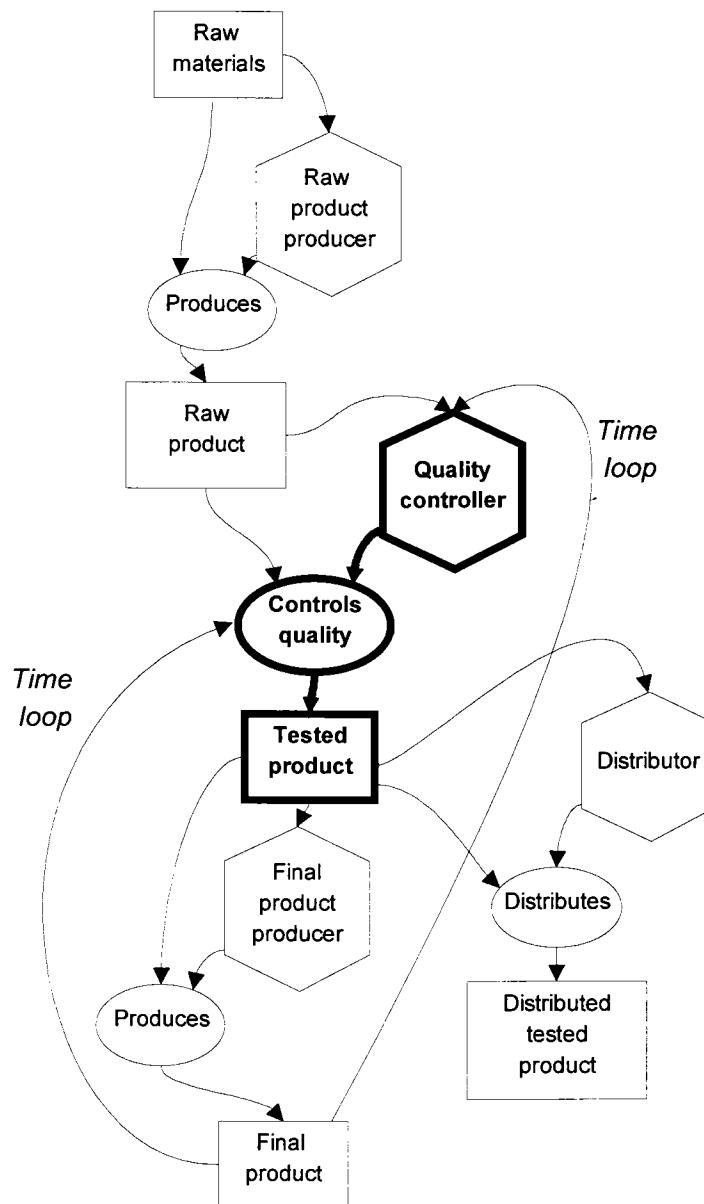 Raw
materials
Raw
product
producer
Produces
Raw
product
Time
loop
Quality
controller
Controls
quality
Time
loop
Tested
product
Distributor
Final
product
producer
Distributes
Produces
Distributed
tested
product
Final
product